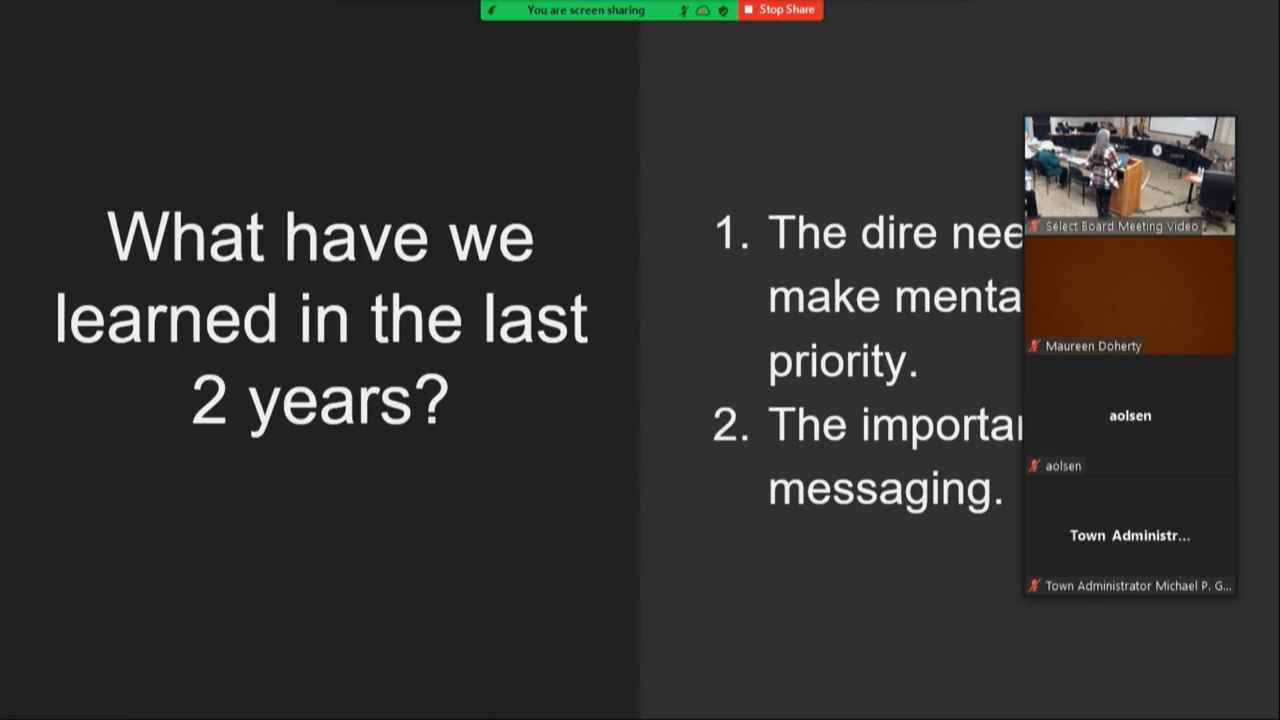 You are screen sharing
Stop Share
What have we
learned in the last
2 years?
1. The dire nee
make menta
priority.
2. The importa
messaging.
Select Board Meeting Video
Maureen Doherty
aolsen
aolsen
Town Administr...
Town Administrator Michael P. G...